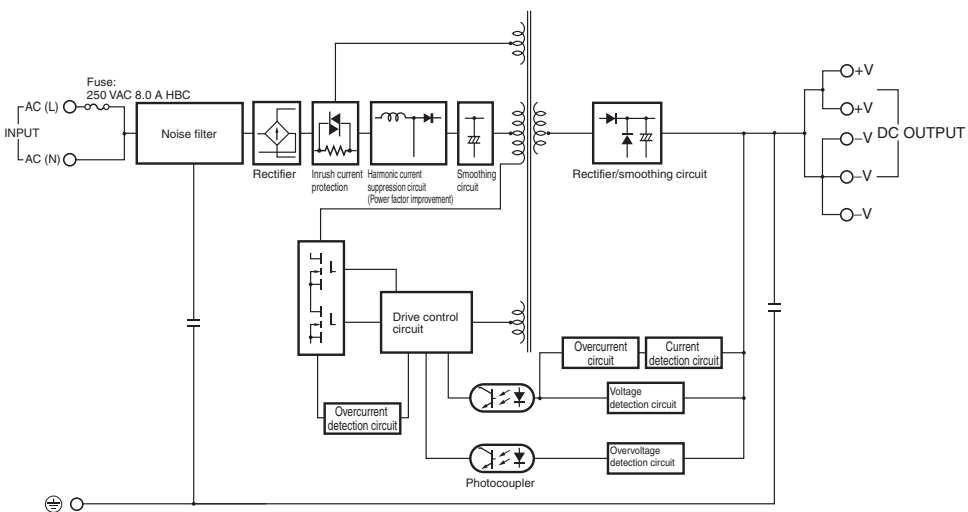 Fuse:
250 VAC 8.0 A HBC
AC (L)
INPUT
AC (N)
Noise filter
Rectifier
Inrush current
protection
Harmonic current
suppression circuit
(Power factor improvement)
Smoothing
circuit
Rectifier/smoothing circuit
+V
+V
–V
DC OUTPUT
–V
–V
Drive control
circuit
Overcurrent
detection circuit
Overcurrent
circuit
Current
detection circuit
Voltage
detection circuit
Overvoltage
detection circuit
Photocoupler